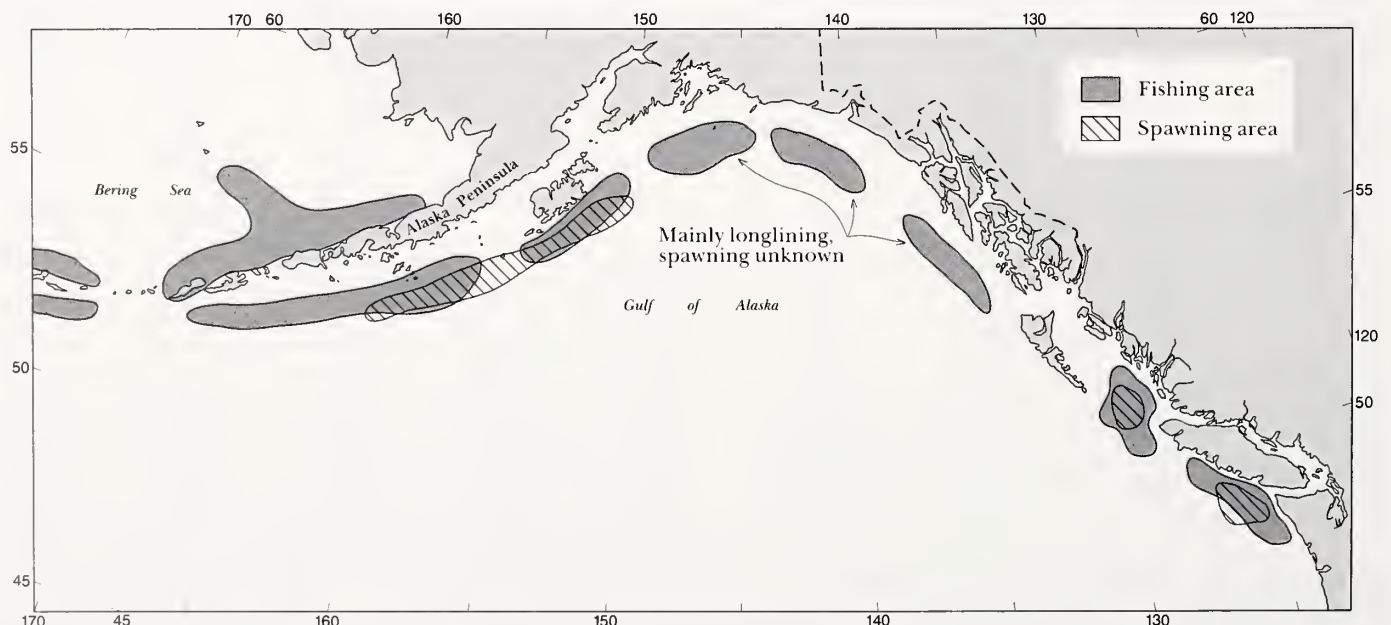 170 60 160 150 140 130 60 120
Fishing area
Spawning area
55
Bering Sea
Alaska Peninsula
55
Mainly longlining,
spawning unknown
Gulf of Alaska
120
50
50
45
170 45 160 150 140 130